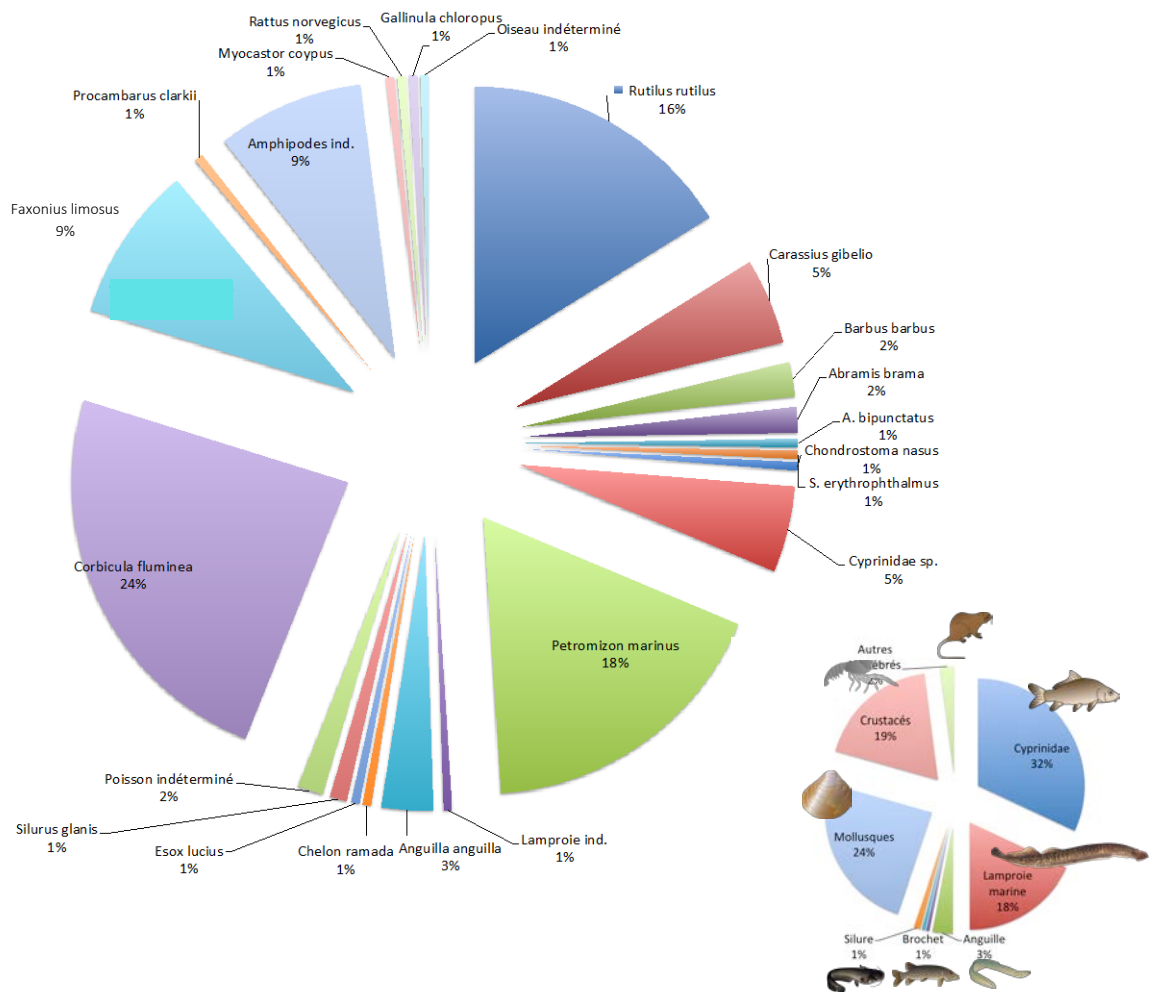 Rattus norvegicus
1%
Gallinula chloropus
1%
Oiseau indéterminé
1%
Myocastor coypus
1%
Procambarus clarkii
1%
Amphipodes ind.
9%
Faxonius limosus
9%
Rutilus rutilus
16%
Carassius gibelio
5%
Barbus barbus
2%
Abramis brama
2%
A. bipunctatus
1%
Chondrostoma nasus
1%
S. erythrophthalmus
1%
Cyprinidae sp.
5%
Petromizon marinus
18%
Lamproie ind.
1%
Anguilla anguilla
3%
Chelon ramada
1%
Esox lucius
1%
Silurus glanis
1%
Poisson indéterminé
2%
Corbicula fluminea
24%
Autres
Crustacés
19%
Cyprinidae
32%
Mollusques
24%
Lamproie
marine
18%
Silure
1%
Brochet
1%
Anguille
3%